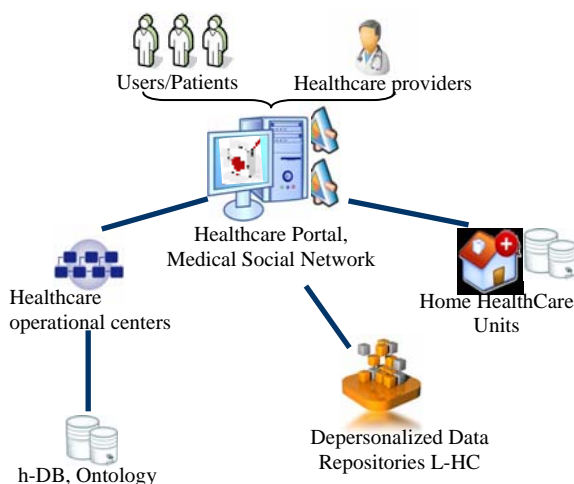 Users/Patients
Healthcare providers
Healthcare Portal,
Medical Social Network
Healthcare
operational centers
Home HealthCare
Units
Depersonalized Data
Repositories L-HC
h-DB, Ontology